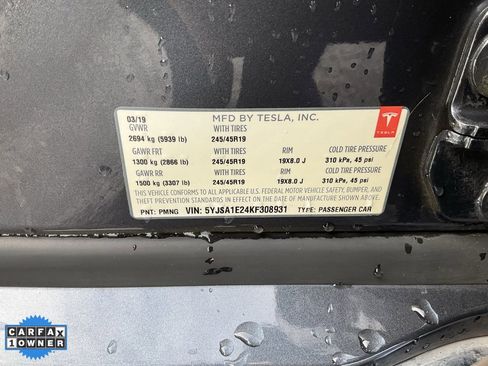 03/19 MFD BY TESLA, INC.
GVWR WITH TIRES
2694 kg (5939 lb) 245/45R19
GAWR FRT WITH TIRES RIM COLD TIRE PRESSURE
1300 kg (2866 lb) 245/45R19 19X8.0 J 310 kPa, 45 psi
GAWR RR WITH TIRES RIM COLD TIRE PRESSURE
1500 kg (3307 lb) 245/45R19 19X8.0 J 310 kPa, 45 psi
THIS VEHICLE CONFORMS TO ALL APPLICABLE U.S. FEDERAL MOTOR VEHICLE SAFETY, BUMPER, AND
THEFT PREVENTION STANDARDS IN EFFECT ON THE DATE OF MANUFACTURE SHOWN ABOVE.
PNT: PMNG VIN: 5YJSA1E24KF308931 TYPE: PASSENGER CAR
TESLA
CARFAX
1 OWNER